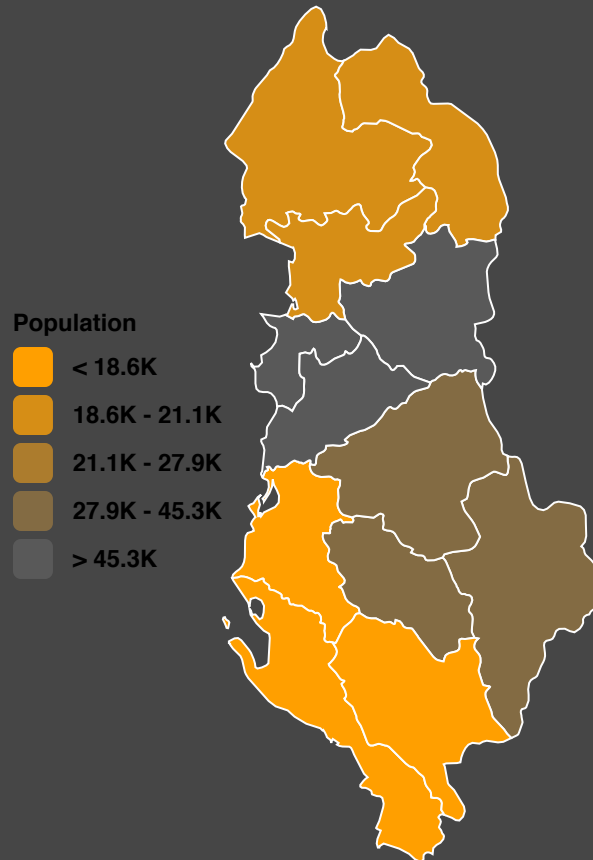 Population
< 18.6K
18.6K - 21.1K
21.1K - 27.9K
27.9K - 45.3K
> 45.3K